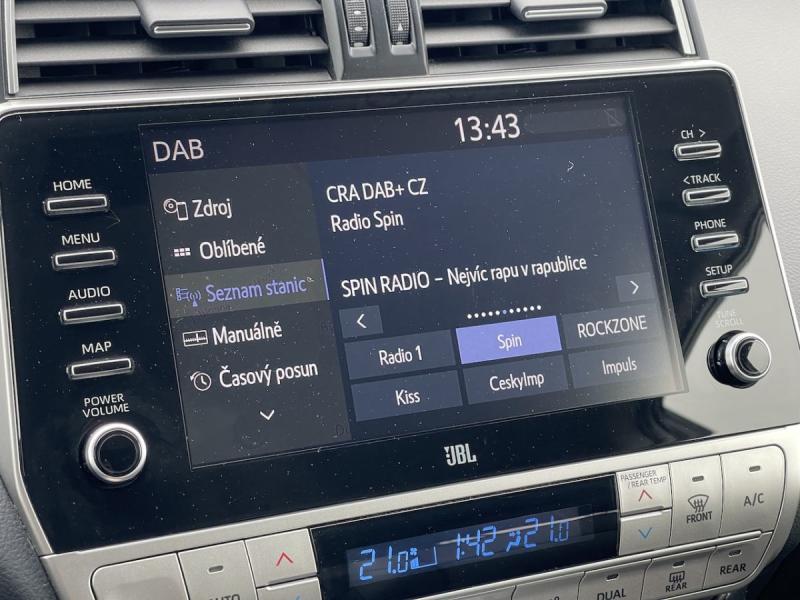 DAB
13:43
Zdroj
Oblíbené
Seznam stanic
Manuálně
Časový posun
CRA DAB+ CZ
Radio Spin
SPIN RADIO – Nejvíc rapu v rapublice
Radio 1
Spin
ROCKZONE
Kiss
CeskyImp
Impuls
HOME
MENU
AUDIO
MAP
POWER
VOLUME
CH >
< TRACK
PHONE
SETUP
TUNE
SCROLL
JBL
PASSENGER
/ REAR TEMP
21.0
1:42
21.0
FRONT
A/C
AUTO
DUAL
REAR
REAR